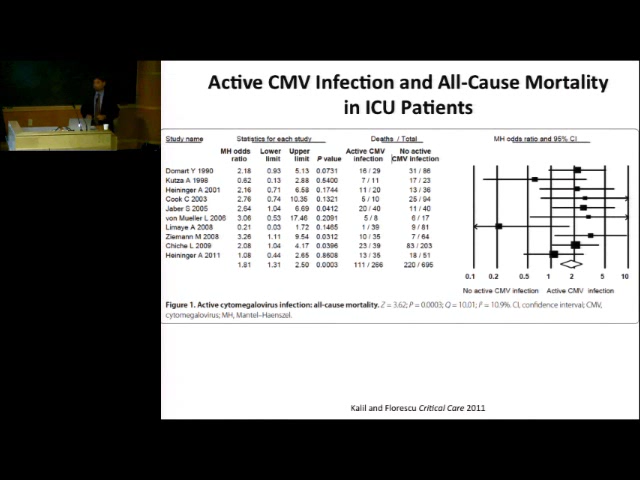 Active CMV Infection and All-Cause Mortality
in ICU Patients
Study name Statistics for each study Deaths / Total MH odds ratio and 95% CI
MH odds ratio Lower limit Upper limit P value Active CMV infection No active CMV infection
Dornart Y 1990 2.18 0.93 5.13 0.0731 16 / 29 31 / 86
Kutza A 1998 0.62 0.13 2.88 0.5400 7 / 11 17 / 23
Heininger A 2001 2.16 0.71 6.58 0.1744 11 / 20 13 / 36
Cook C 2003 2.76 0.74 10.35 0.1321 5 / 10 25 / 94
Jaber S 2005 2.64 1.04 6.69 0.0412 20 / 40 11 / 40
von Mueller L 2006 3.06 0.53 17.46 0.2091 5 / 8 6 / 17
Limaye A 2008 0.21 0.03 1.72 0.1465 1 / 39 9 / 81
Ziemann M 2008 3.26 1.11 9.54 0.0312 10 / 35 7 / 64
Chiche L 2009 2.08 1.04 4.17 0.0396 23 / 39 83 / 203
Heininger A 2011 1.08 0.44 2.65 0.8608 13 / 35 18 / 51
1.81 1.31 2.50 0.0003 111 / 266 220 / 695
0.1 0.2 0.5 1 2 5 10
No active CMV infection Active CMV infection
Figure 1. Active cytomegalovirus infection: all-cause mortality. Z = 3.62; P = 0.0003; Q = 10.01; I² = 10.9%. CI, confidence interval; CMV,
cytomegalovirus; MH, Mantel–Haenszel.
Kalil and Florescu Critical Care 2011